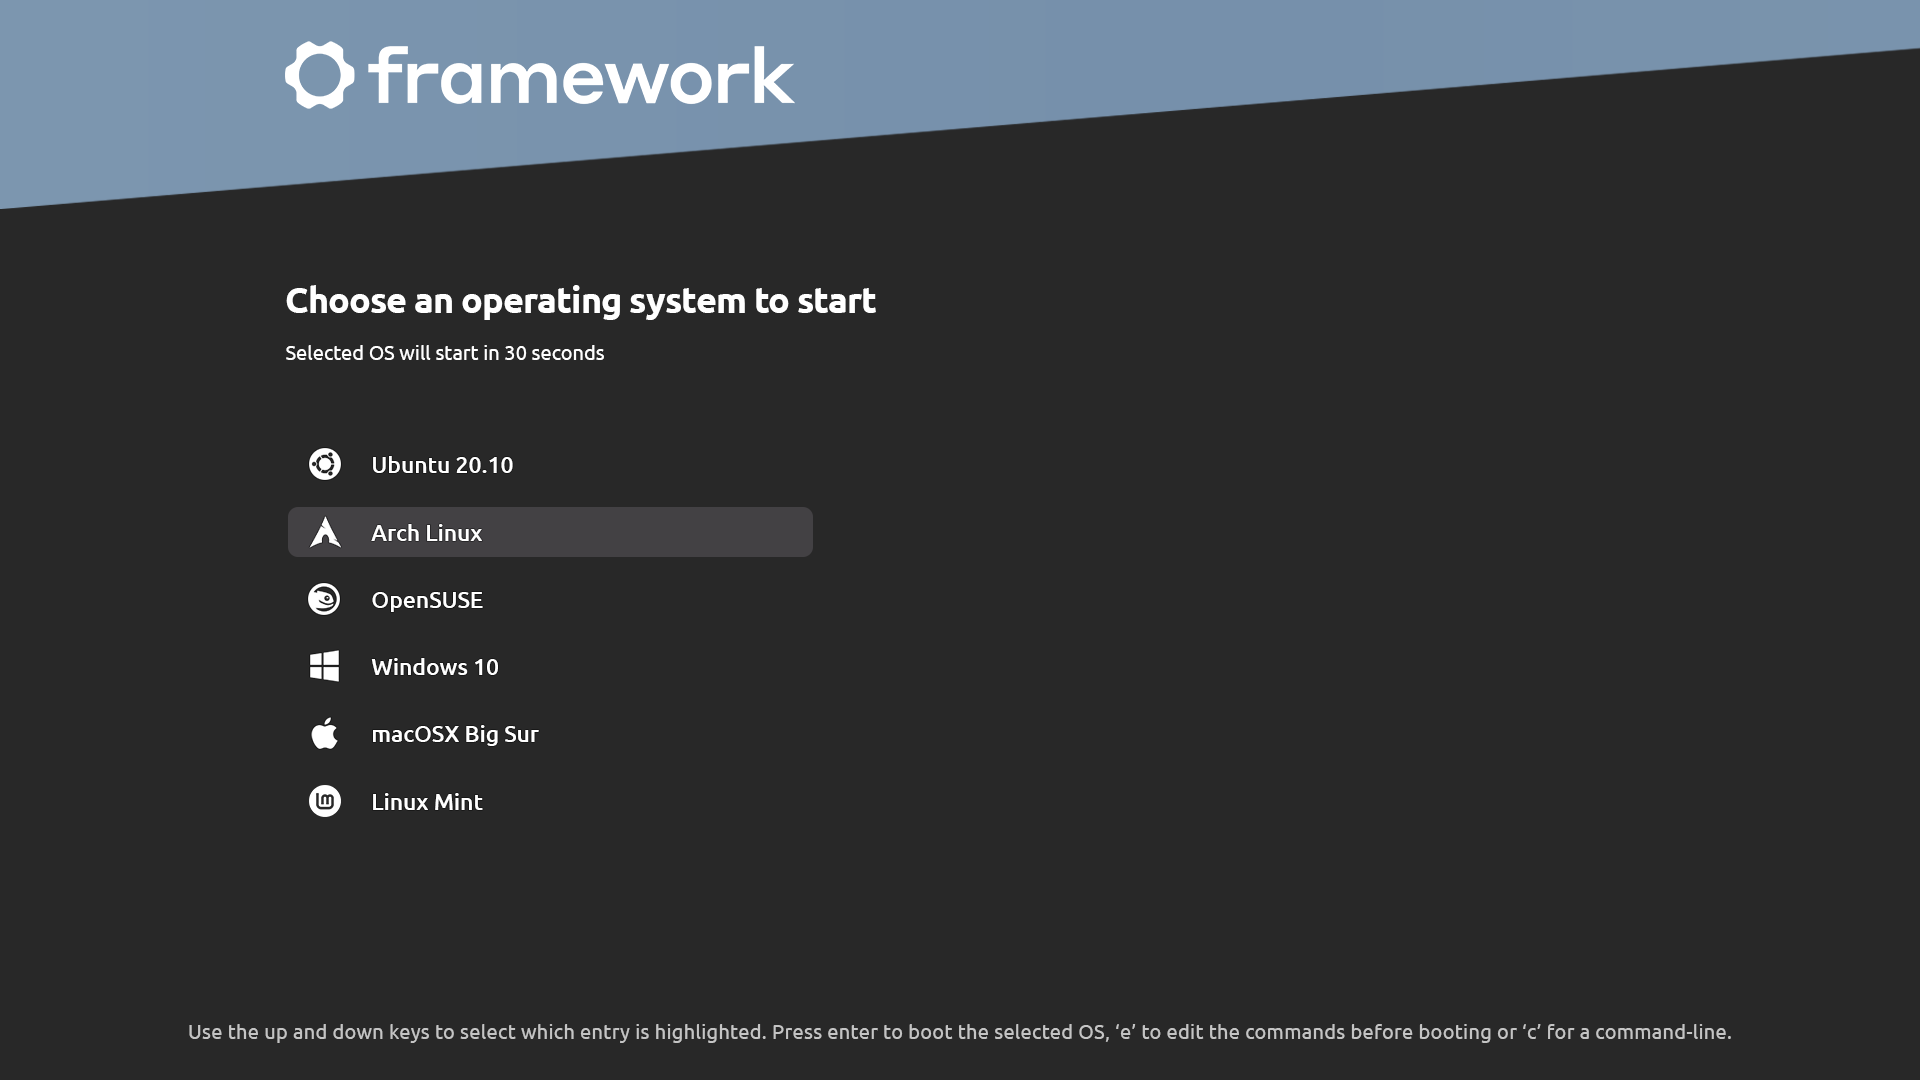 framework
Choose an operating system to start
Selected OS will start in 30 seconds
Ubuntu 20.10
Arch Linux
OpenSUSE
Windows 10
macOSX Big Sur
Linux Mint
Use the up and down keys to select which entry is highlighted. Press enter to boot the selected OS, ‘e’ to edit the commands before booting or ‘c’ for a command-line.